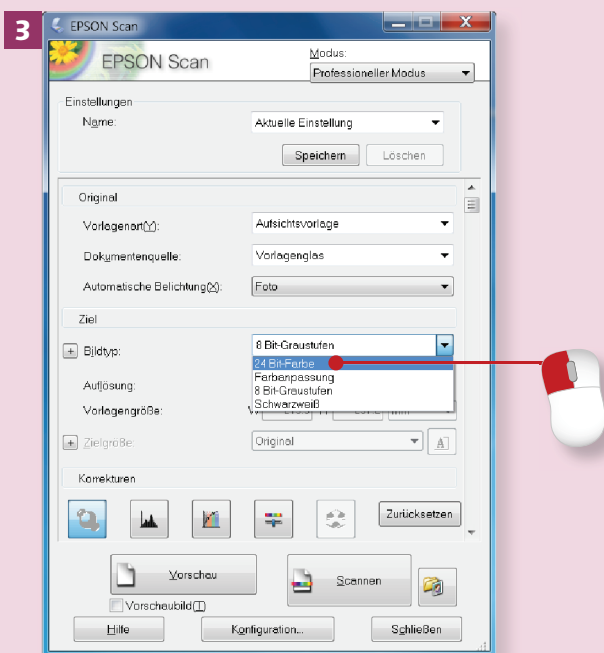 3
EPSON Scan
EPSON Scan
Modus:
Professioneller Modus
Einstellungen
Name:
Aktuelle Einstellung
Speichern
Löschen
Original
Vorlagenart(Y):
Aufsichtsvorlage
Dokumentenquelle:
Vorlagenglas
Automatische Belichtung(X):
Foto
Ziel
Bildtyp:
8 Bit-Graustufen
24 Bit-Farbe
Farbanpassung
8 Bit-Graustufen
Schwarzweiß
Auflösung:
Vorlagengröße:
Zielgröße:
Original
A
Korrekturen
Zurücksetzen
Vorschau
Scannen
Vorschaubild(T)
Hilfe
Konfiguration...
Schließen